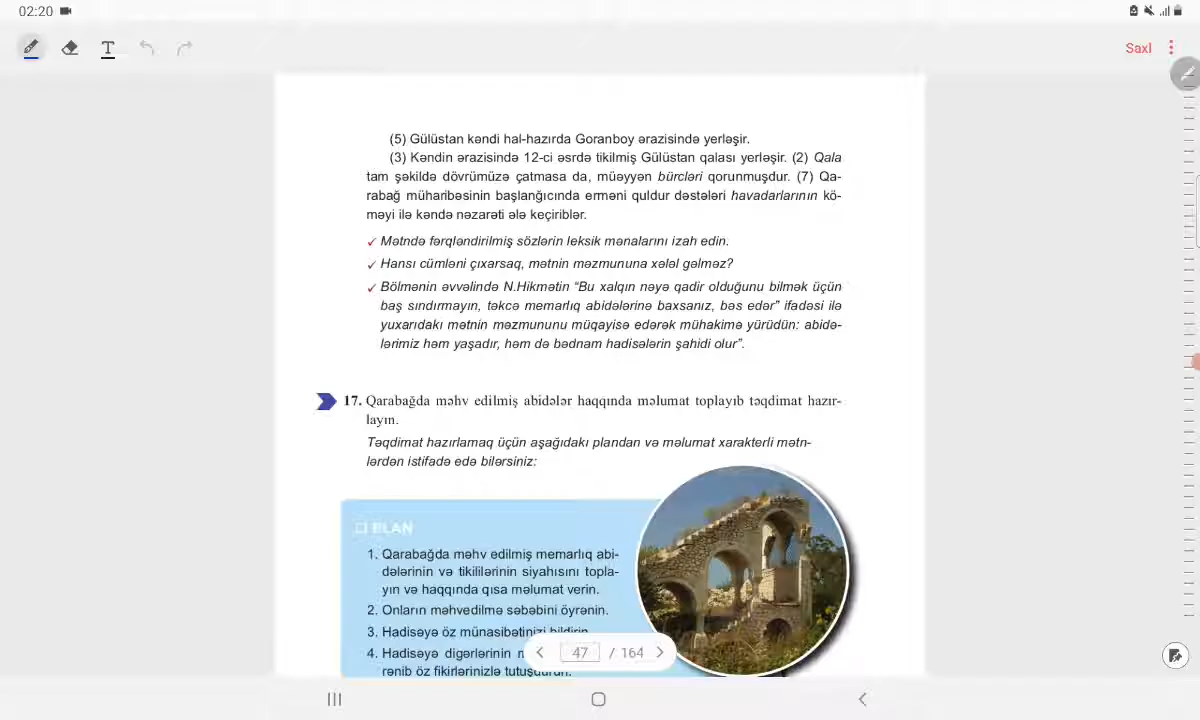 02:20
T
Saxl
(5) Gülüstan kəndi hal-hazırda Goranboy ərazisində yerləşir.
(3) Kəndin ərazisində 12-ci əsrdə tikilmiş Gülüstan qalası yerləşir. (2) Qala
tam şəkildə dövrümüzə çatmasa da, müəyyən bürcləri qorunmuşdur. (7) Qa-
rabağ müharibəsinin başlanğıcında erməni quldur dəstələri havadarlarının kö-
məyi ilə kəndə nəzarəti ələ keçiriblər.
✓ Mətndə fərqləndirilmiş sözlərin leksik mənalarını izah edin.
✓ Hansı cümləni çıxarsaq, mətnin məzmununa xələl gəlməz?
✓ Bölmənin əvvəlində N.Hikmətin “Bu xalqın nəyə qadir olduğunu bilmək üçün
baş sındırmayın, təkcə memarlıq abidələrinə baxsanız, bəs edər” ifadəsi ilə
yuxarıdakı mətnin məzmununu müqayisə edərək mühakimə yürüdün: abidə-
lərimiz həm yaşadır, həm də bədnam hadisələrin şahidi olur”.
17. Qarabağda məhv edilmiş abidələr haqqında məlumat toplayıb təqdimat hazır-
layın.
Təqdimat hazırlamaq üçün aşağıdakı plandan və məlumat xarakterli mətn-
lərdən istifadə edə bilərsiniz:
PLAN
1. Qarabağda məhv edilmiş memarlıq abi-
dələrinin və tikililərinin siyahısını topla-
yın və haqqında qısa məlumat verin.
2. Onların məhvedilmə səbəbini öyrənin.
3. Hadisəyə öz münasibətinizi bildirin.
4. Hadisəyə digərlərinin
rənib öz fikirlərinizlə tutuşdurun.
47 / 164